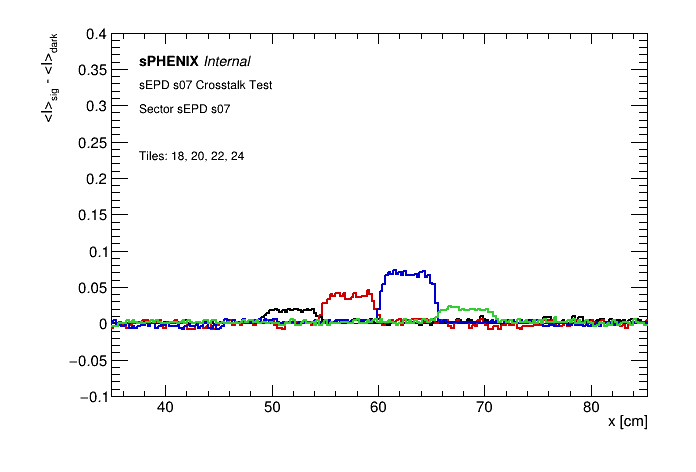 0.4
0.35
0.3
0.25
0.2
0.15
0.1
0.05
0
−0.05
−0.1
<I>sig - <I>dark
sPHENIX Internal
sEPD s07 Crosstalk Test
Sector sEPD s07
Tiles: 18, 20, 22, 24
40 50 60 70 80
x [cm]